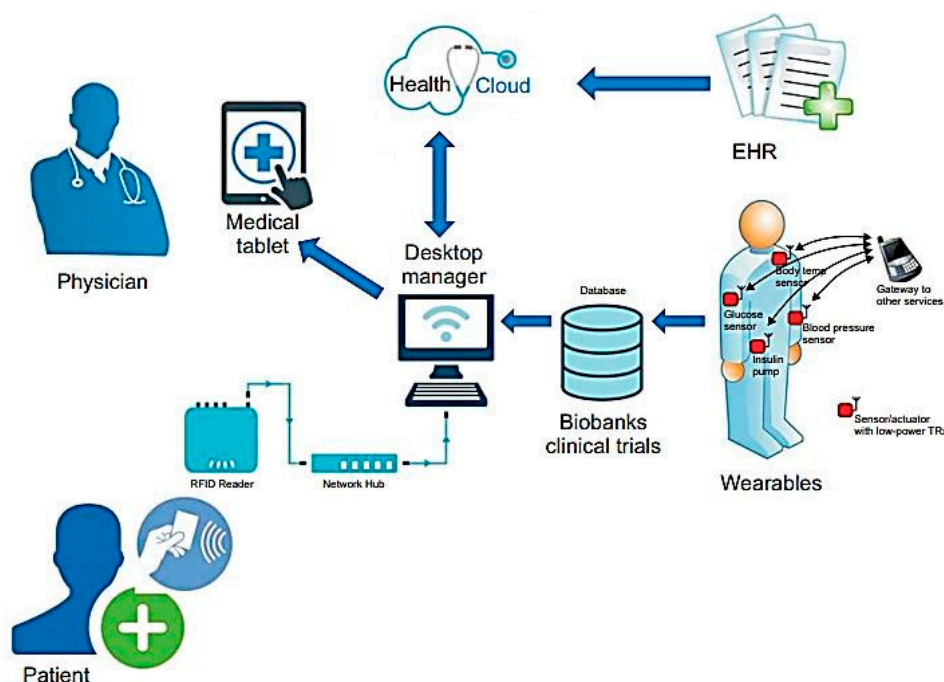 Health Cloud
EHR
Medical
tablet
Physician
Desktop
manager
Database
Body temp
sensor
Gateway to
other services
Glucose
sensor
Blood pressure
sensor
Insulin
pump
Biobanks
clinical trials
Sensor/actuator
with low-power TRx
Wearables
RFID Reader
Network Hub
Patient